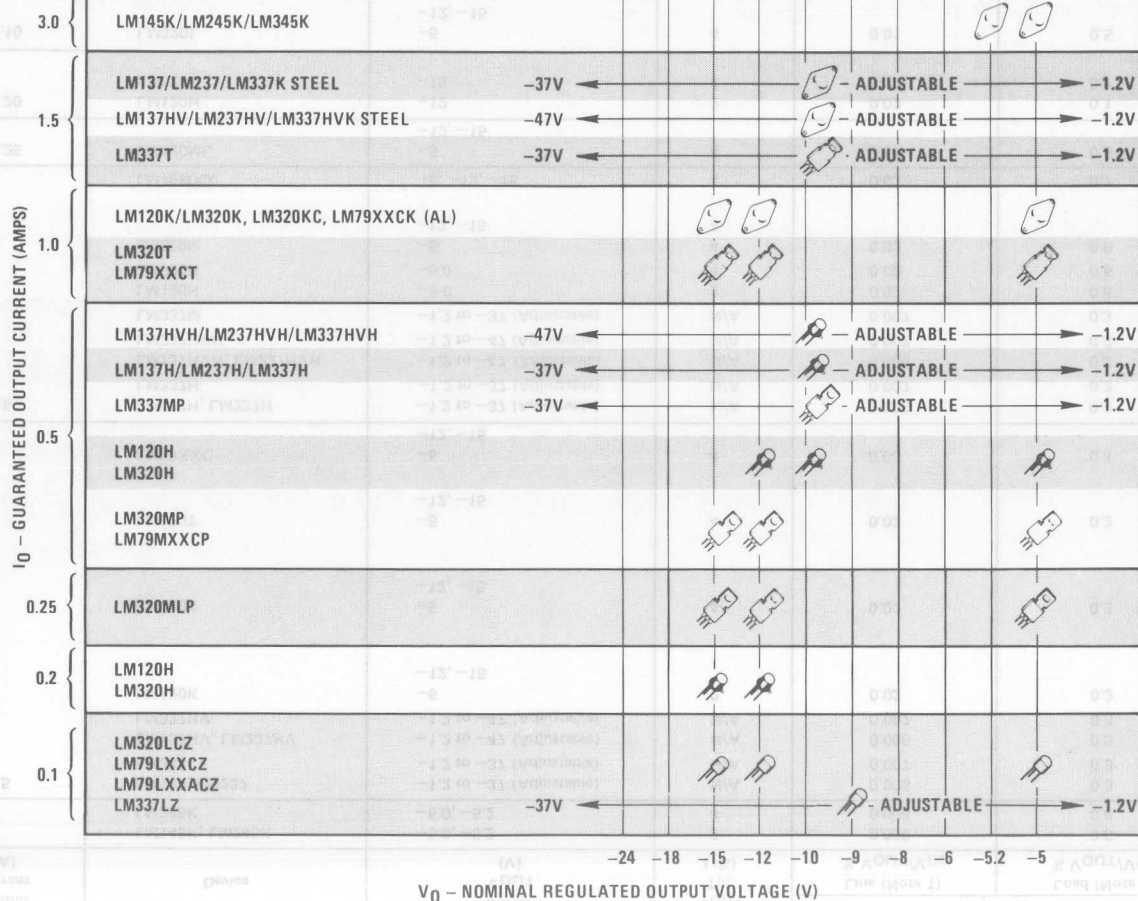 3.0 { LM145K/LM245K/LM345K
LM137/LM237/LM337K STEEL –37V ADJUSTABLE –1.2V
1.5 { LM137HV/LM237HV/LM337HVK STEEL –47V ADJUSTABLE –1.2V
LM337T –37V ADJUSTABLE –1.2V
LM120K/LM320K, LM320KC, LM79XXCK (AL)
1.0 {
LM320T
LM79XXCT
LM137HVH/LM237HVH/LM337HVH –47V ADJUSTABLE –1.2V
LM137H/LM237H/LM337H –37V ADJUSTABLE –1.2V
LM337MP –37V ADJUSTABLE –1.2V
0.5 {
LM120H
LM320H
LM320MP
LM79MXXCP
0.25 { LM320MLP
0.2 {
LM120H
LM320H
LM320LCZ
LM79LXXCZ
0.1 {
LM79LXXACZ
LM337LZ –37V ADJUSTABLE –1.2V
IO – GUARANTEED OUTPUT CURRENT (AMPS)
–24 –18 –15 –12 –10 –9 –8 –6 –5.2 –5
VO – NOMINAL REGULATED OUTPUT VOLTAGE (V)